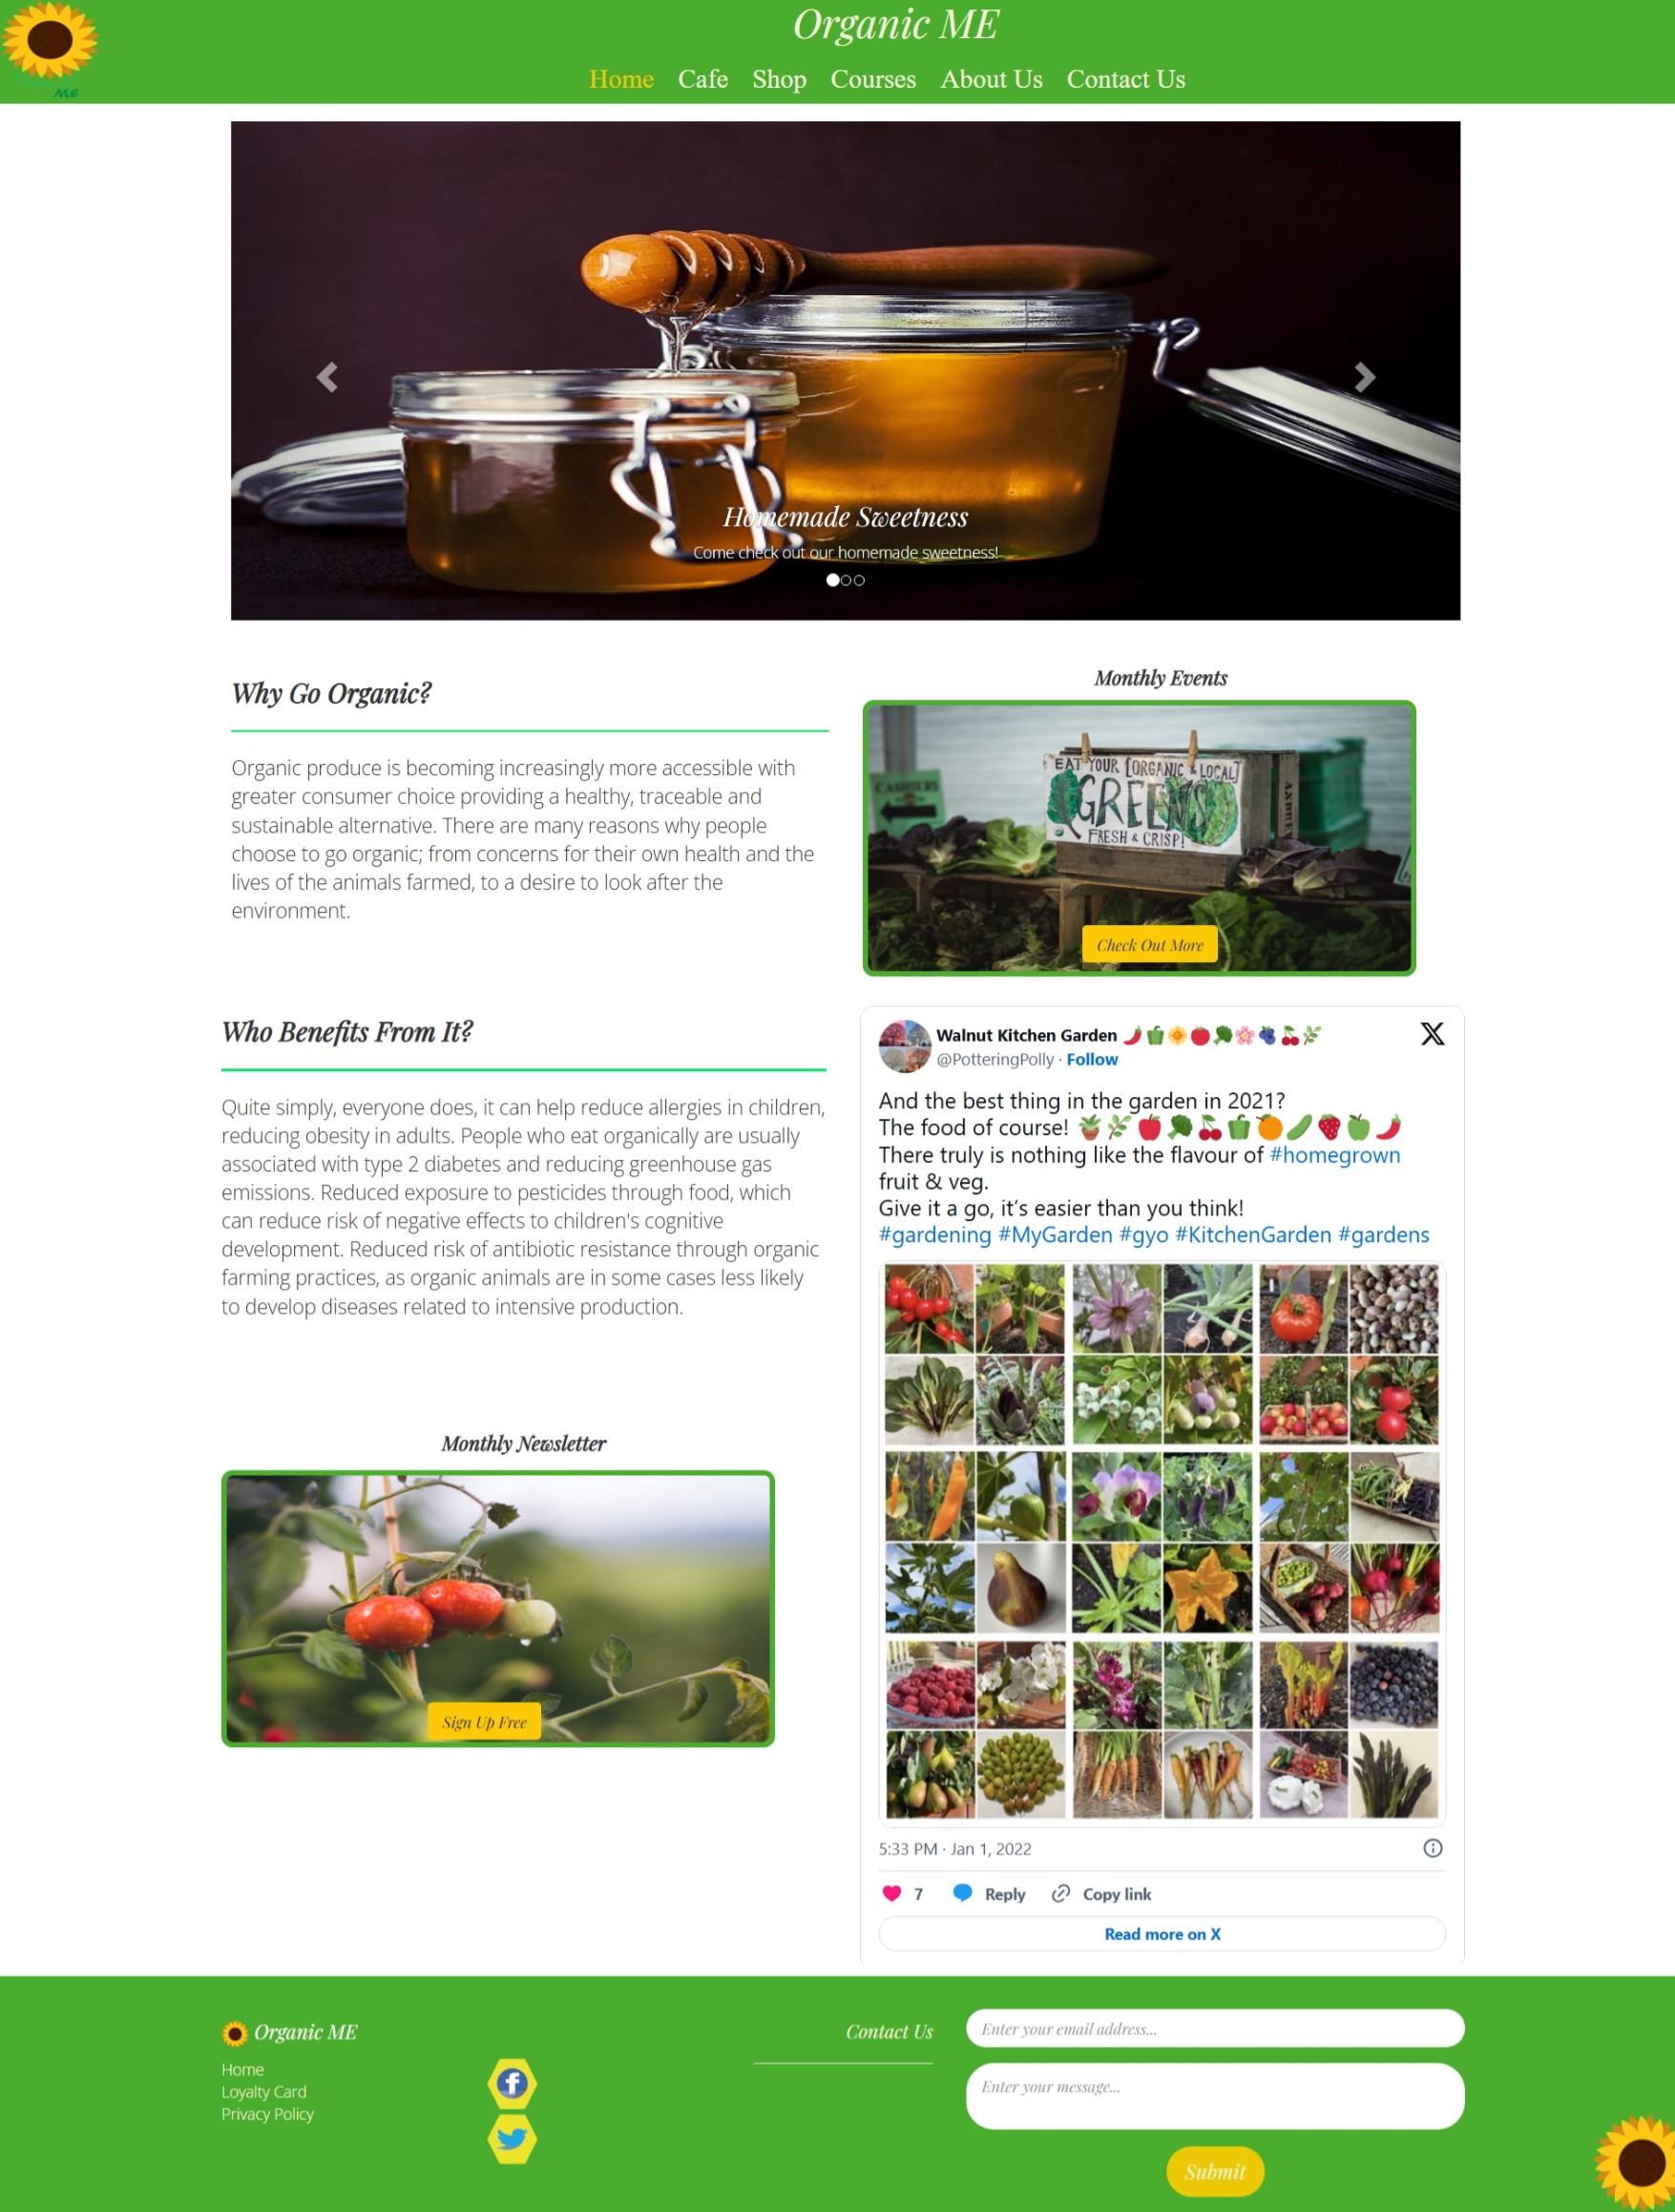 ME
Organic ME
Home Cafe Shop Courses About Us Contact Us
Homemade Sweetness
Come check out our homemade sweetness!
Why Go Organic?
Organic produce is becoming increasingly more accessible with
greater consumer choice providing a healthy, traceable and
sustainable alternative. There are many reasons why people
choose to go organic; from concerns for their own health and the
lives of the animals farmed, to a desire to look after the
environment.
Monthly Events
CASHIERS
EAT YOUR [ORGANIC & LOCAL]
GREENS
FRESH & CRISP!
Check Out More
Who Benefits From It?
Quite simply, everyone does, it can help reduce allergies in children,
reducing obesity in adults. People who eat organically are usually
associated with type 2 diabetes and reducing greenhouse gas
emissions. Reduced exposure to pesticides through food, which
can reduce risk of negative effects to children's cognitive
development. Reduced risk of antibiotic resistance through organic
farming practices, as organic animals are in some cases less likely
to develop diseases related to intensive production.
Monthly Newsletter
Sign Up Free
Walnut Kitchen Garden 🌶️🫑🌼🍅🥦🌸🫐🍒🌿
@PotteringPolly · Follow
And the best thing in the garden in 2021?
The food of course! 🪴🌿🍎🥦🍒🫑🍊🥒🍓🍏🌶️
There truly is nothing like the flavour of #homegrown
fruit & veg.
Give it a go, it’s easier than you think!
#gardening #MyGarden #gyo #KitchenGarden #gardens
5:33 PM · Jan 1, 2022
7 Reply Copy link
Read more on X
Organic ME
Home
Loyalty Card
Privacy Policy
Contact Us
Enter your email address...
Enter your message...
Submit